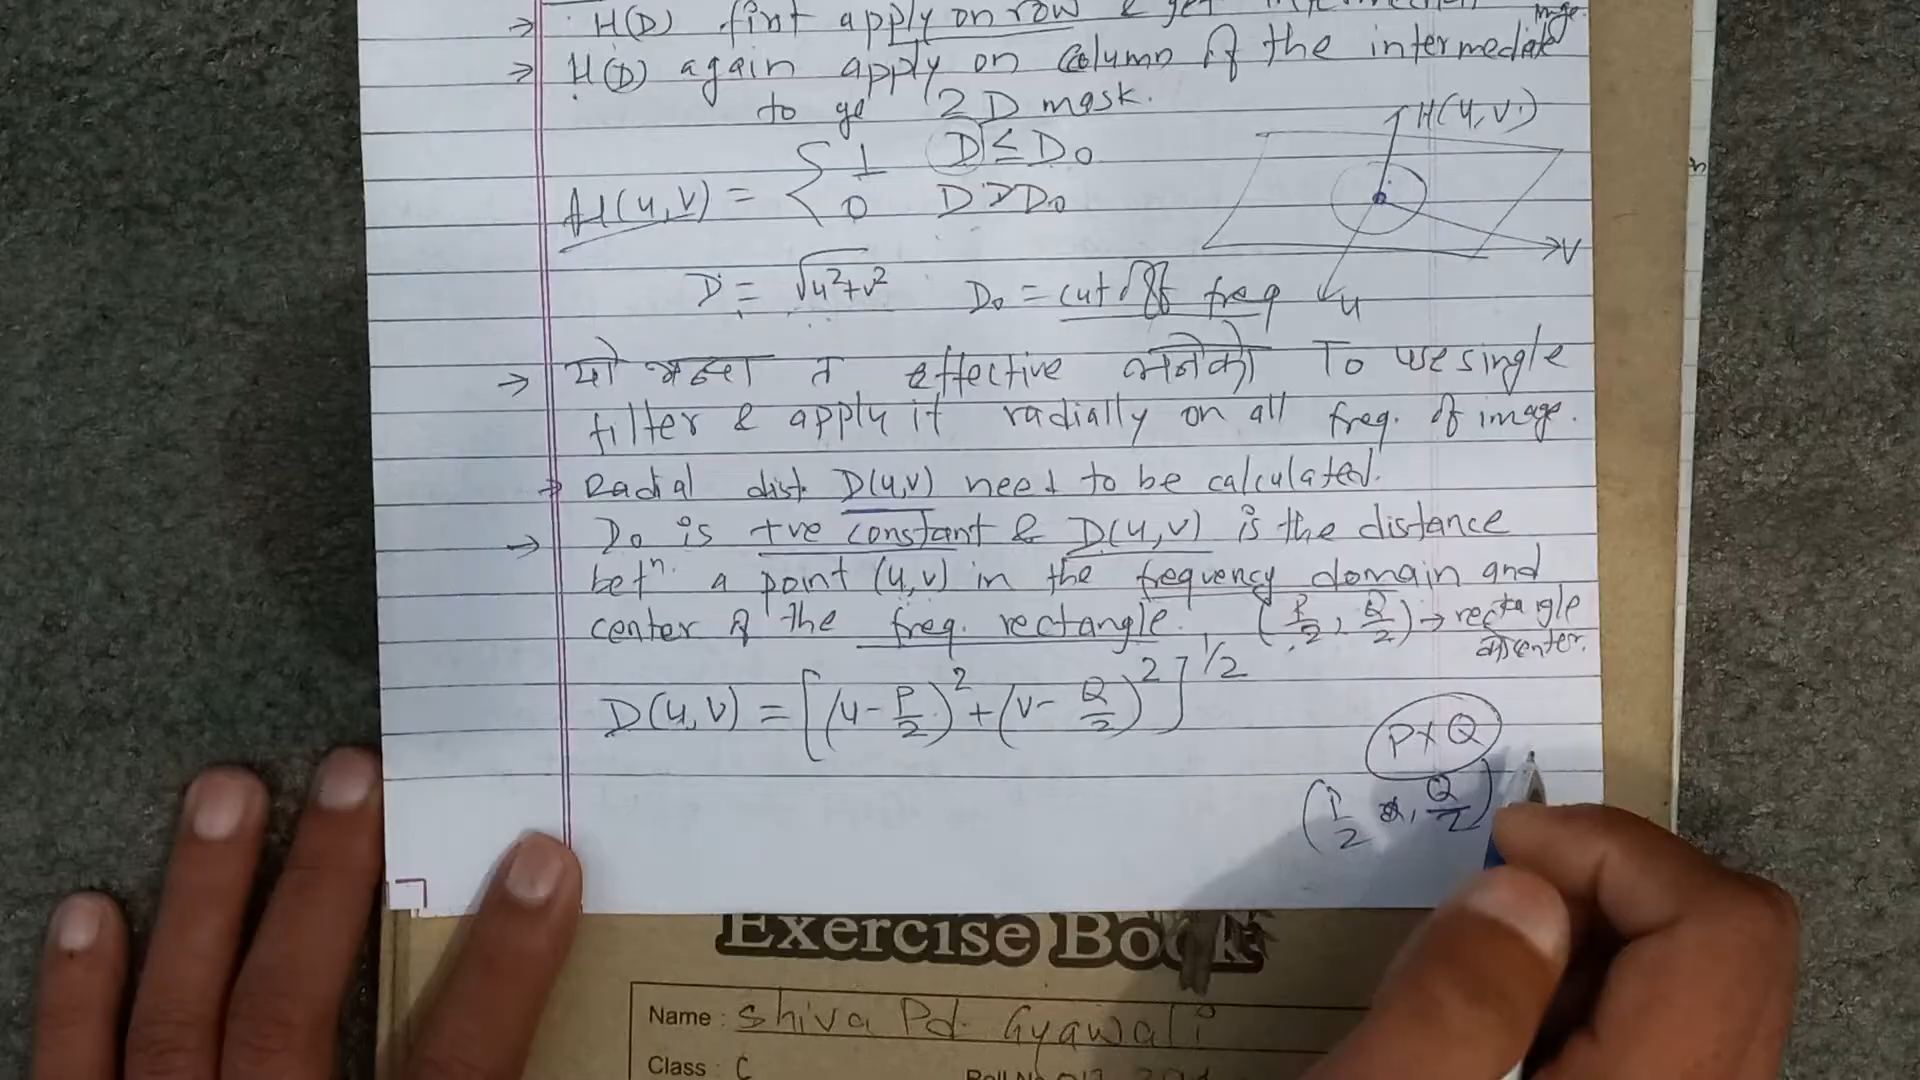 → H(D) first apply on row & get
→ H(D) again apply on column of the intermediate image
to ge 2D mask.
H(u,v) = { 1 D ≤ D₀
0 D > D₀
H(u,v)
V
u
D = √u²+v² D₀ = cut off freq
→ यो भन्दा त effective भनेको To use single
filter & apply it radially on all freq. of image.
→ Radial dist. D(u,v) need to be calculated.
→ D₀ is +ve constant & D(u,v) is the distance
betⁿ. a point (u,v) in the frequency domain and
center of the freq. rectangle. (P/2, Q/2) → rectangle
को center.
D(u,v) = [(u - P/2)² + (v - Q/2)²]^1/2
P×Q
(P/2, Q/2)
Exercise Book
Name : Shiva Pd. Gyawali
Class : C